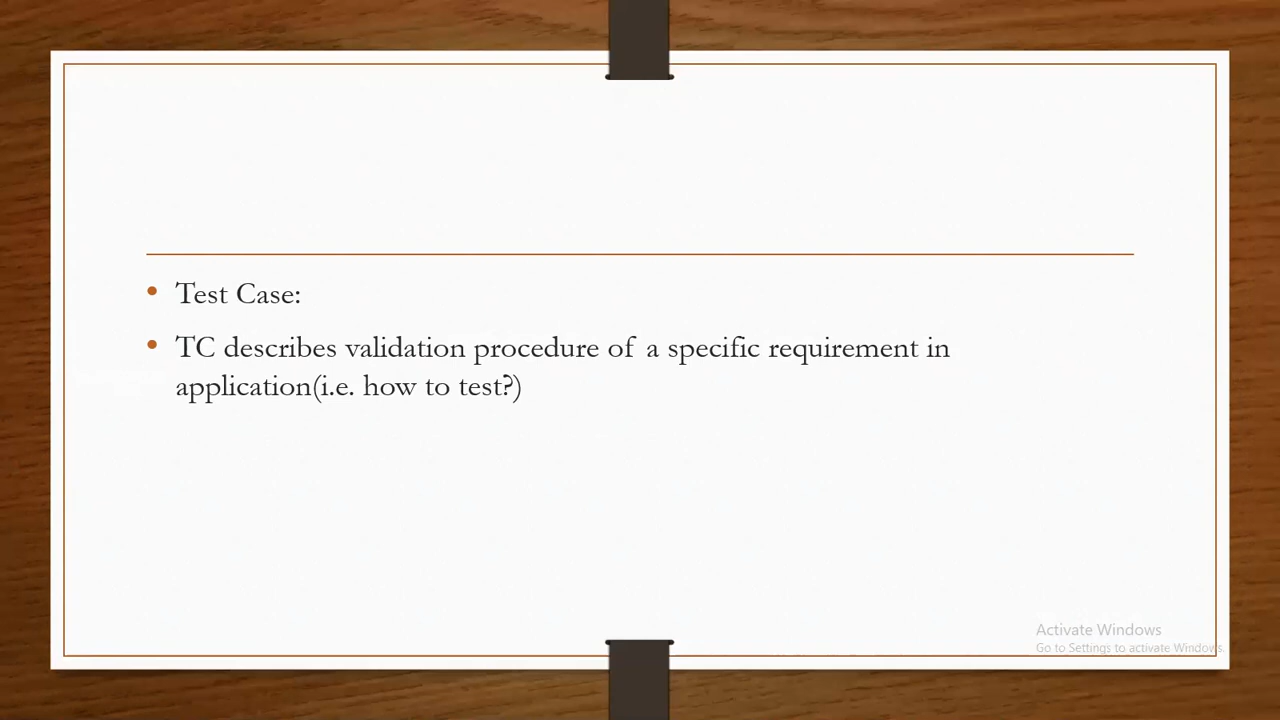 Test Case:
TC describes validation procedure of a specific requirement in
application(i.e. how to test?)
Activate Windows
Go to Settings to activate Windows.